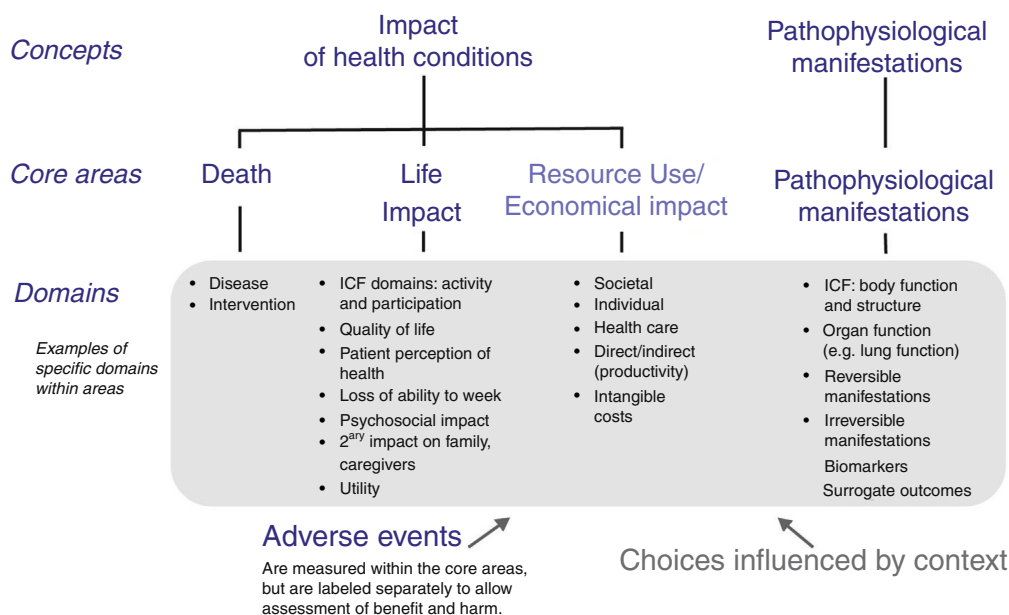 Concepts
Impact
of health conditions
Pathophysiological
manifestations
Core areas
Death
Life
Impact
Resource Use/
Economical impact
Pathophysiological
manifestations
Domains
Examples of
specific domains
within areas
• Disease
• Intervention
• ICF domains: activity
and participation
• Quality of life
• Patient perception of
health
• Loss of ability to week
• Psychosocial impact
• 2ary impact on family,
caregivers
• Utility
• Societal
• Individual
• Health care
• Direct/indirect
(productivity)
• Intangible
costs
• ICF: body function
and structure
• Organ function
(e.g. lung function)
• Reversible
manifestations
• Irreversible
manifestations
Biomarkers
Surrogate outcomes
Adverse events
Are measured within the core areas,
but are labeled separately to allow
assessment of benefit and harm.
Choices influenced by context